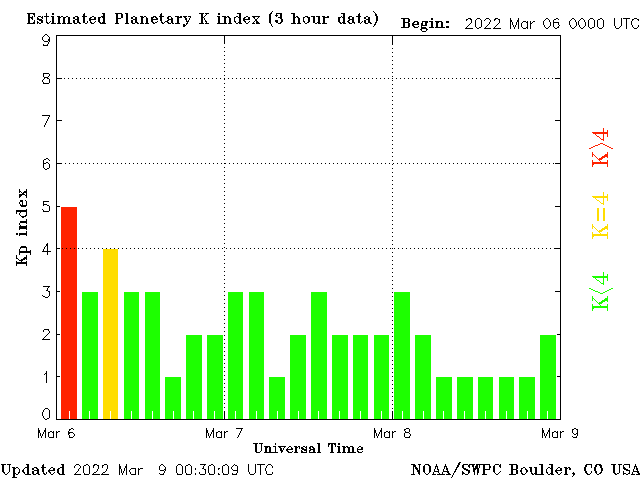 Estimated Planetary K index (3 hour data) Begin: 2022 Mar 06 0000 UTC
9
8
7
6
5
4
3
2
1
0
Kp index
K>4
K=4
K<4
Mar 6 Mar 7 Mar 8 Mar 9
Universal Time
Updated 2022 Mar 9 00:30:09 UTC NOAA/SWPC Boulder, CO USA